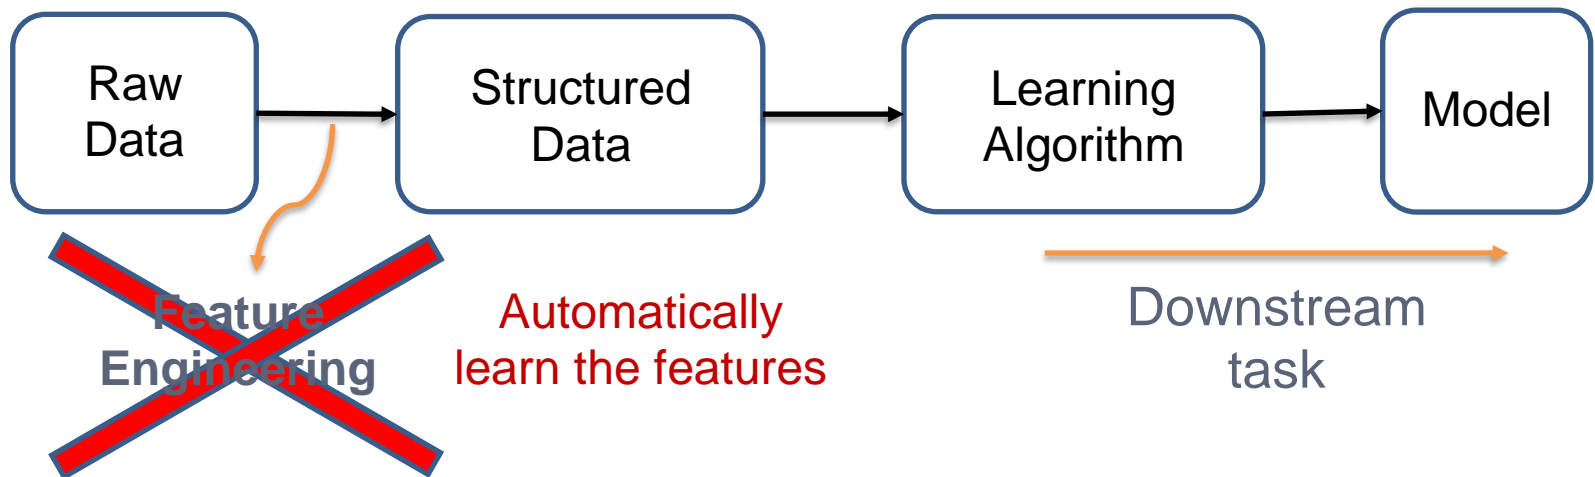 Raw
Data
Structured
Data
Learning
Algorithm
Model
Feature
Engineering
Automatically
learn the features
Downstream
task